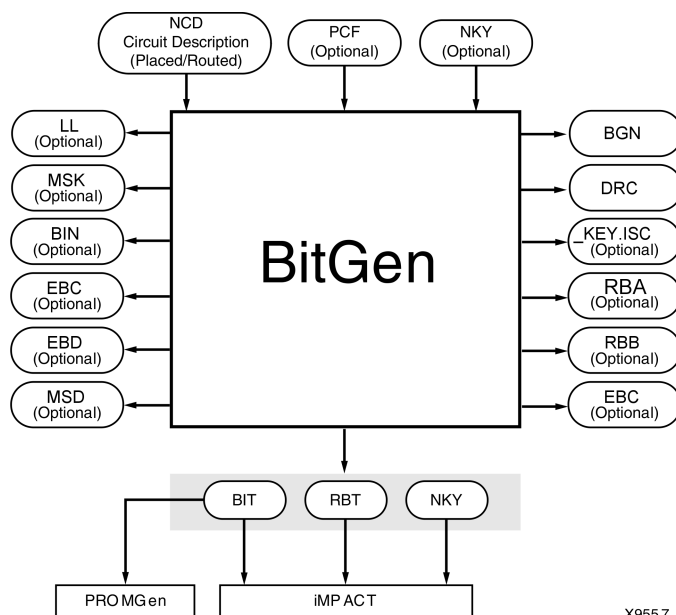 NCD
Circuit Description
(Placed/Routed)
PCF
(Optional)
NKY
(Optional)
LL
(Optional)
MSK
(Optional)
BIN
(Optional)
EBC
(Optional)
EBD
(Optional)
MSD
(Optional)
BitGen
BGN
DRC
_KEY.ISC
(Optional)
RBA
(Optional)
RBB
(Optional)
EBC
(Optional)
BIT
RBT
NKY
PROMGen
iMPACT
X9557